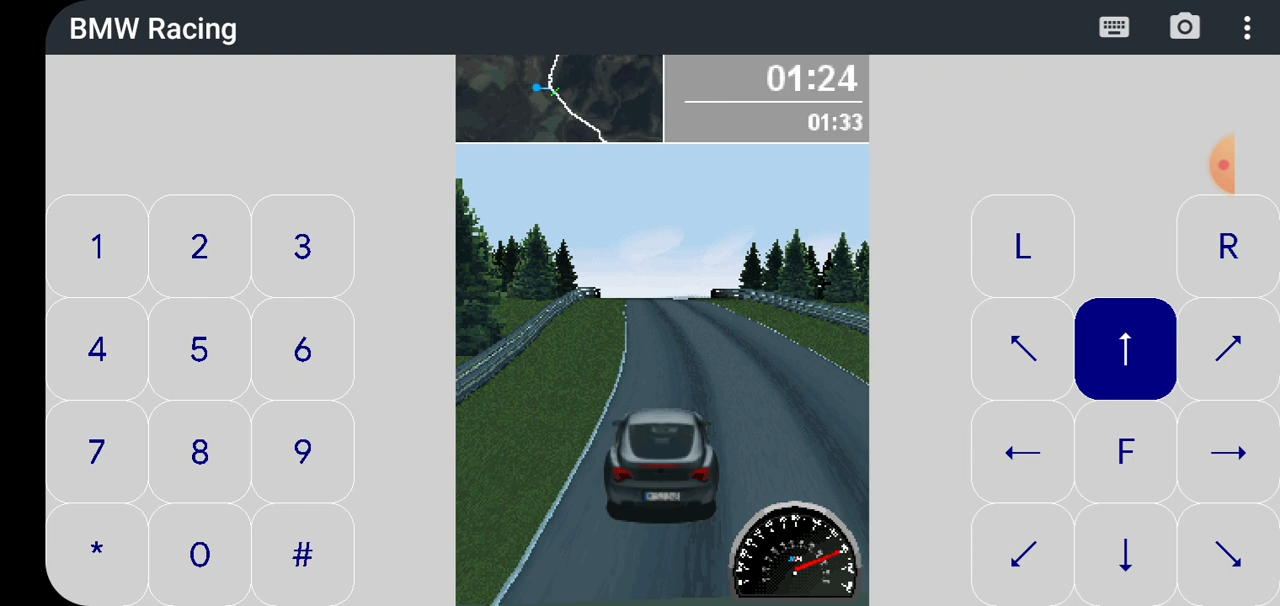 BMW Racing
01:24
01:33
1 2 3
L R
4 5 6
↖ ↑ ↗
7 8 9
← F →
* 0 #
↙ ↓ ↘